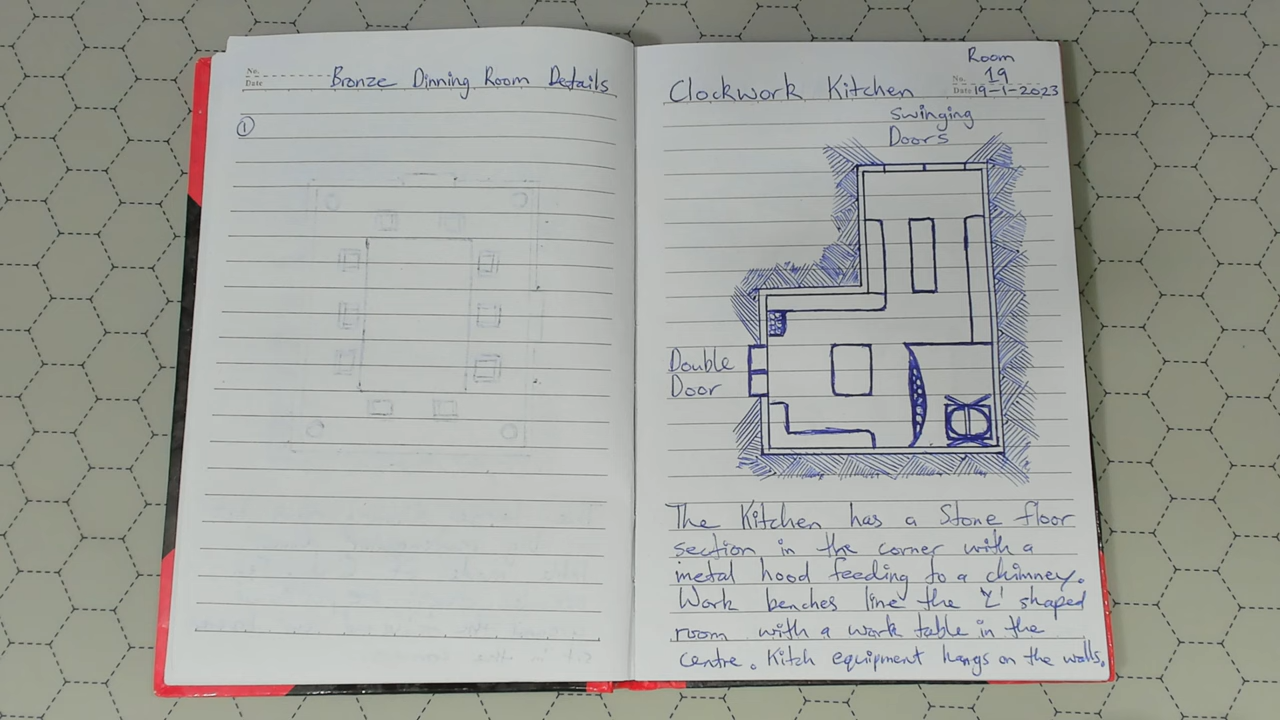 No.
Date
Bronze Dinning Room Details
1
Room
No. 19
Date 19-1-2023
Clockwork Kitchen
Swinging
Doors
Double
Door
The Kitchen has a Stone floor
section in the corner with a
metal hood feeding to a chimney.
Work benches line the 'L' shaped
room with a work table in the
centre. Kitch equipment hangs on the walls.